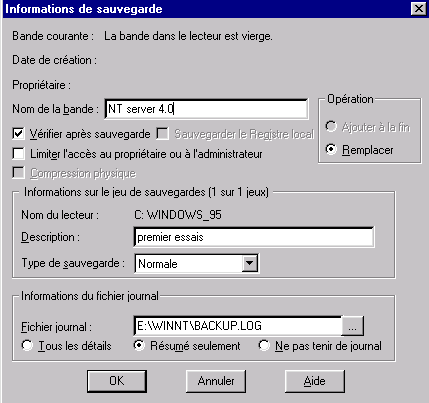 Informations de sauvegarde
Bande courante : La bande dans le lecteur est vierge.
Date de création :
Propriétaire :
Nom de la bande : NT server 4.0
Opération
Vérifier après sauvegarde Sauvegarder le Registre local
Ajouter à la fin
Limiter l'accès au propriétaire ou à l'administrateur
Remplacer
Compression physique
Informations sur le jeu de sauvegardes (1 sur 1 jeux)
Nom du lecteur : C: WINDOWS_95
Description : premier essais
Type de sauvegarde : Normale
Informations du fichier journal
Fichier journal : E:\WINNT\BACKUP.LOG ...
Tous les détails Résumé seulement Ne pas tenir de journal
OK Annuler Aide